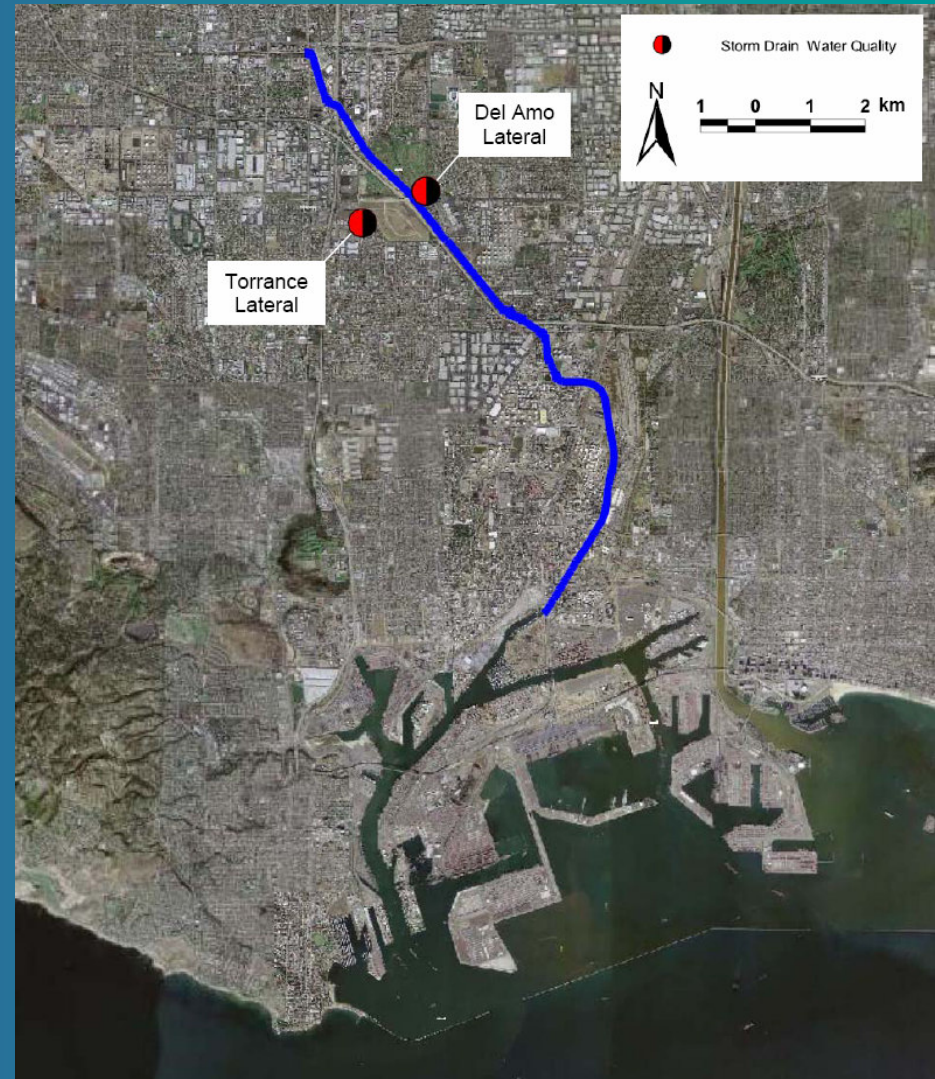 Storm Drain Water Quality
N
1 0 1 2 km
Del Amo
Lateral
Torrance
Lateral